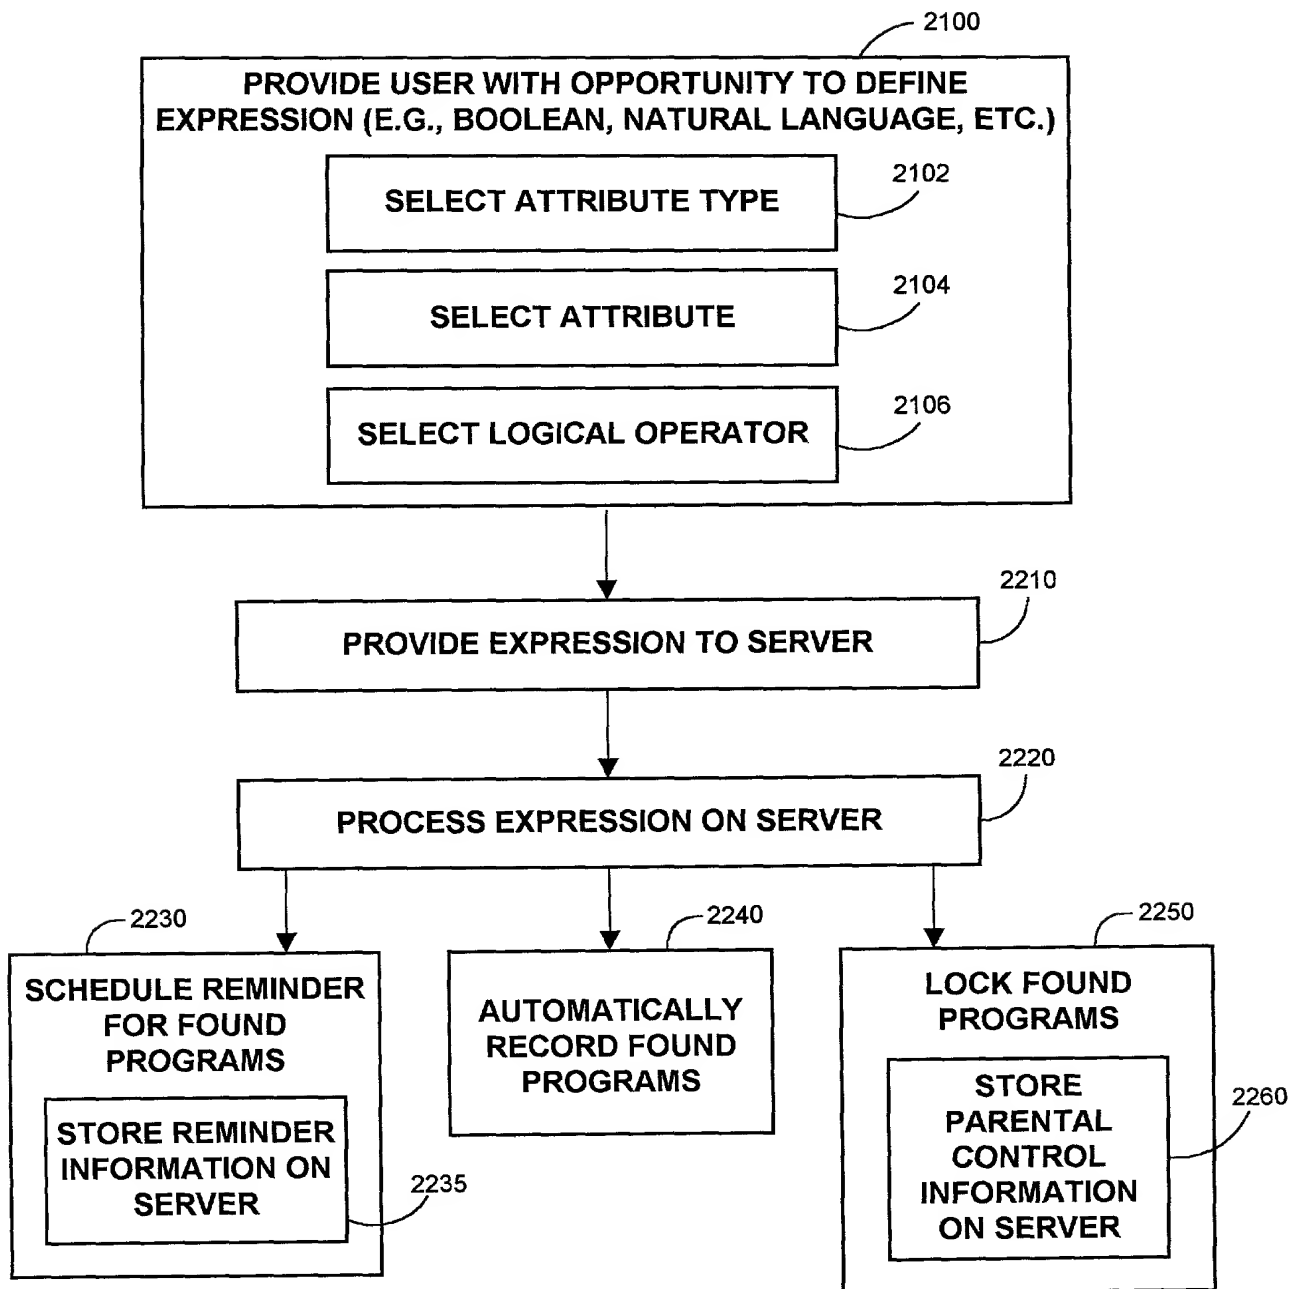 2100
PROVIDE USER WITH OPPORTUNITY TO DEFINE
EXPRESSION (E.G., BOOLEAN, NATURAL LANGUAGE, ETC.)
SELECT ATTRIBUTE TYPE
2102
SELECT ATTRIBUTE
2104
SELECT LOGICAL OPERATOR
2106
PROVIDE EXPRESSION TO SERVER
2210
PROCESS EXPRESSION ON SERVER
2220
2230
SCHEDULE REMINDER
FOR FOUND
PROGRAMS
STORE REMINDER
INFORMATION ON
SERVER
2235
2240
AUTOMATICALLY
RECORD FOUND
PROGRAMS
2250
LOCK FOUND
PROGRAMS
STORE
PARENTAL
CONTROL
INFORMATION
ON SERVER
2260